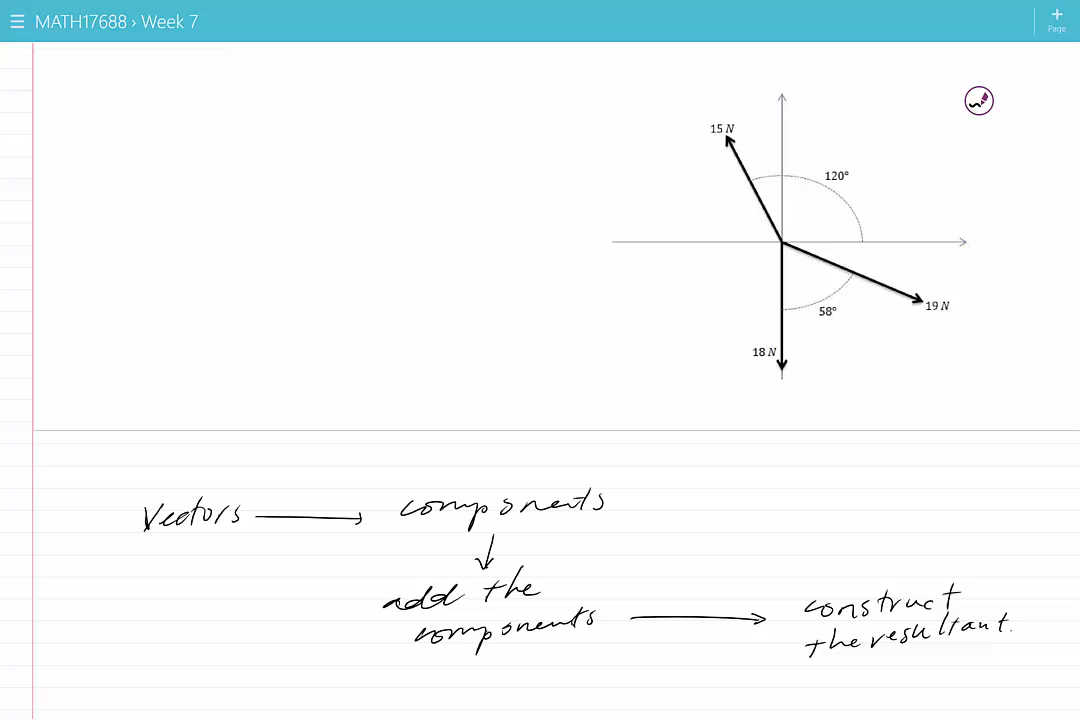 MATH17688 › Week 7
Page
15 N
120°
19 N
58°
18 N
Vectors
components
add the
components
construct
the resultant.